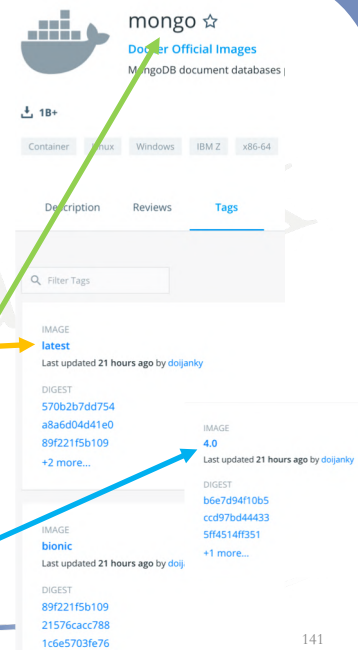 mongo
Docker Official Images
MongoDB document databases
1B+
Container Linux Windows IBM Z x86-64
Description Reviews Tags
Filter Tags
IMAGE
latest
Last updated 21 hours ago by doijanky
DIGEST
570b2b7dd754
a8a6d04d41e0
89f221f5b109
+2 more...
IMAGE
4.0
Last updated 21 hours ago by doijanky
DIGEST
b6e7d94f10b5
ccd97bd44433
5ff4514ff351
+1 more...
IMAGE
bionic
Last updated 21 hours ago by doij
DIGEST
89f221f5b109
21576cacc788
1c6e5703fe76
141